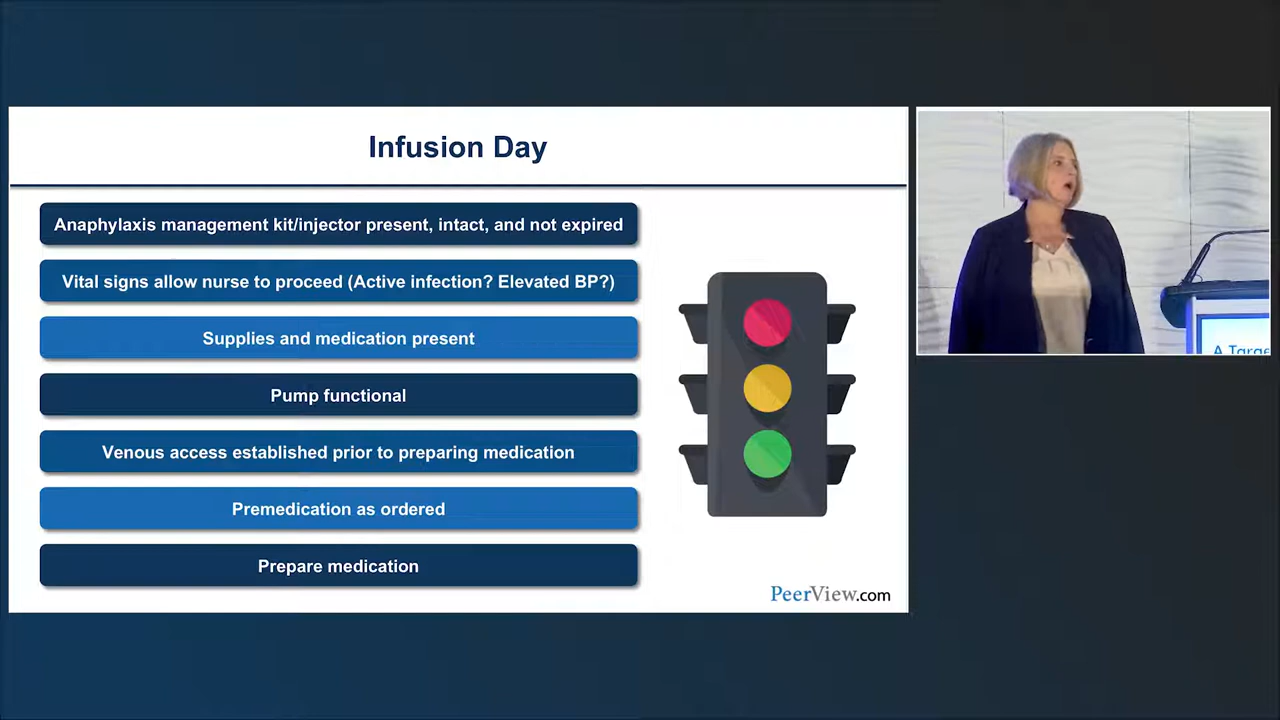 Infusion Day
Anaphylaxis management kit/injector present, intact, and not expired
Vital signs allow nurse to proceed (Active infection? Elevated BP?)
Supplies and medication present
Pump functional
Venous access established prior to preparing medication
Premedication as ordered
Prepare medication
PeerView.com
A Targe